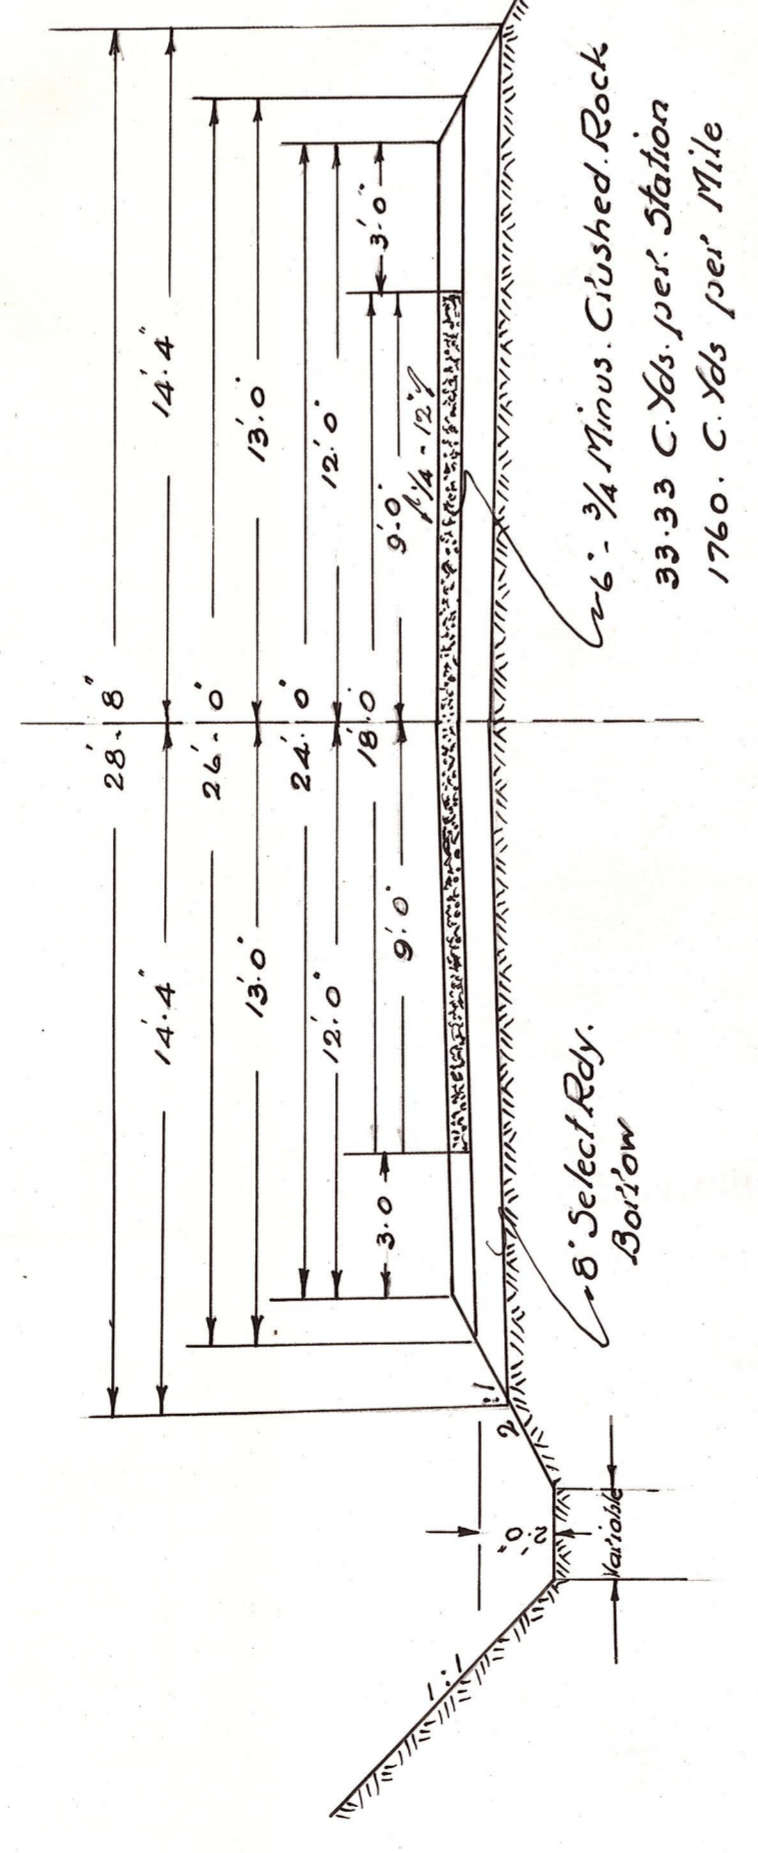 28'- 8"
14'. 4"
14'. 4"
26'- 0"
13'. 0"
13'. 0"
24'. 0"
12'. 0"
12'. 0"
18'. 0"
9'. 0"
9'- 0"
3. 0
3'. 0"
1/4 - 12"
1:1
2'. 0"
Variable
2:1
8" Select Rdy.
Borrow
6" - 3/4 Minus. Crushed. Rock
33.33 C. Yds. per. Station
1760. C. Yds per Mile